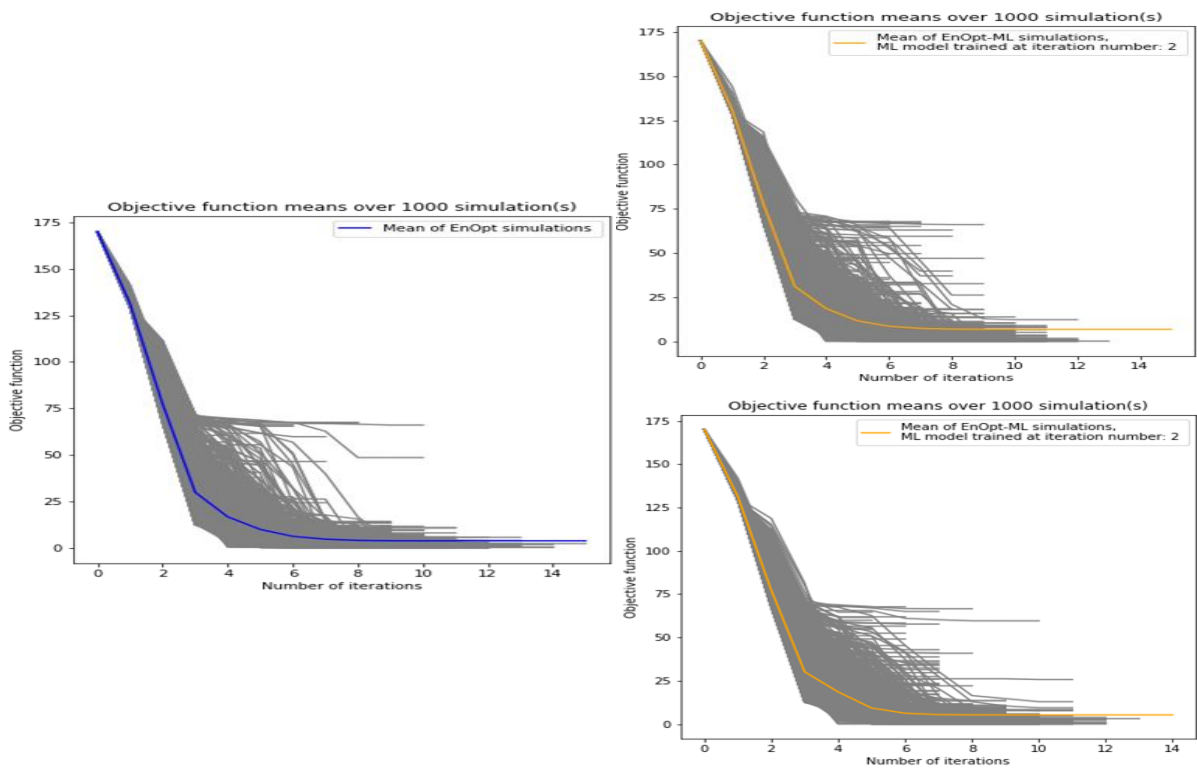 Objective function means over 1000 simulation(s)
Mean of EnOpt simulations
175
150
125
100
75
50
25
0
Objective function
0 2 4 6 8 10 12 14
Number of iterations
Objective function means over 1000 simulation(s)
Mean of EnOpt-ML simulations,
ML model trained at iteration number: 2
175
150
125
100
75
50
25
0
Objective function
0 2 4 6 8 10 12 14
Number of iterations
Objective function means over 1000 simulation(s)
Mean of EnOpt-ML simulations,
ML model trained at iteration number: 2
175
150
125
100
75
50
25
0
Objective function
0 2 4 6 8 10 12 14
Number of iterations